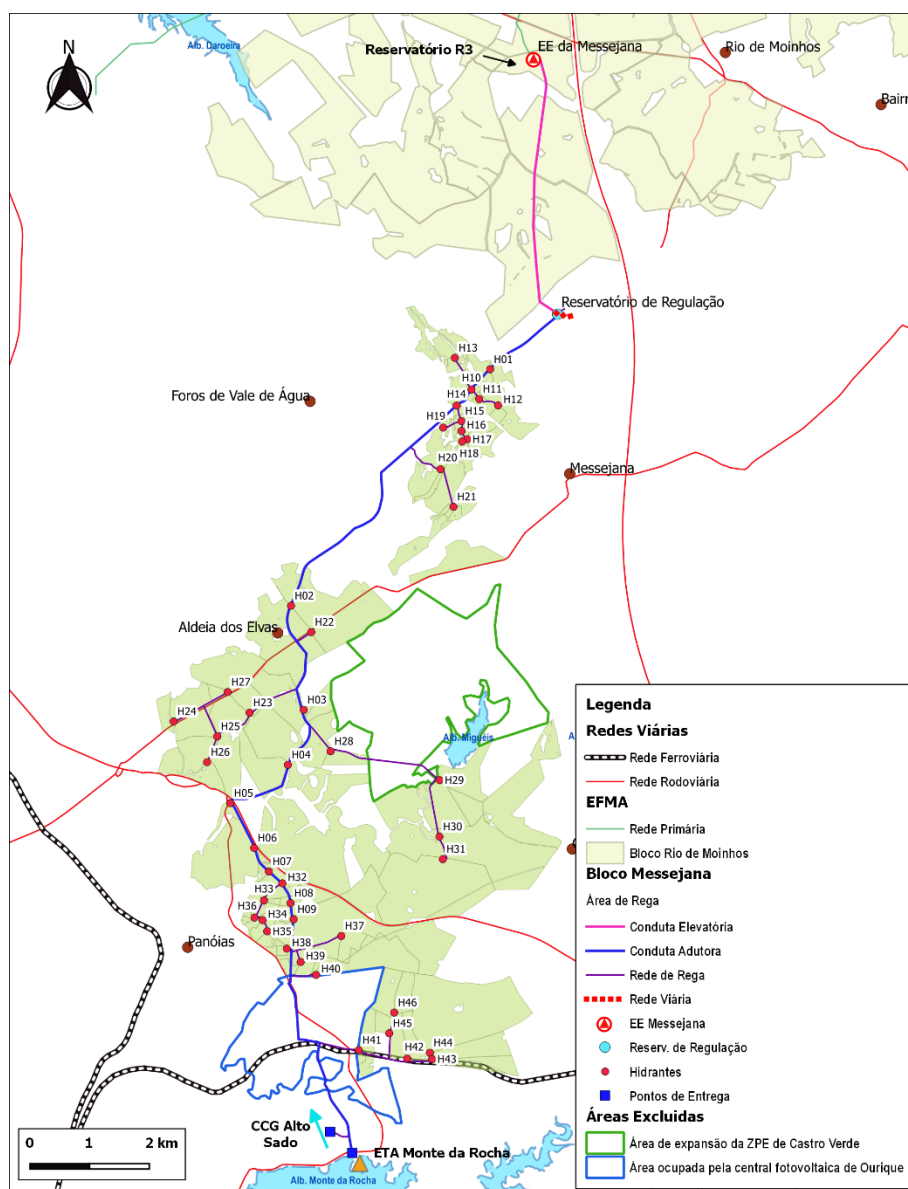 Alb. Daroeira
N
Reservatório R3
EE da Messejana
Rio de Moinhos
Bairr
Reservatório de Regulação
H13
H01
H10
H11
H12
H14
H15
H19
H16
H17
H18
H20
H21
Foros de Vale de Água
Messejana
H02
H22
Aldeia dos Elvas
H27
H24
H23
H03
H25
H26
H28
Alb. Miguéis
H04
H29
H05
H30
H31
H06
H07
H32
H33
H08
H36
H34
H09
H35
H37
H38
H39
H40
Panóias
H46
H45
H41
H42
H44
H43
CCG Alto
Sado
ETA Monte da Rocha
Alb. Monte da Rocha
0 1 2 km
Legenda
Redes Viárias
Rede Ferroviária
Rede Rodoviária
EFMA
Rede Primária
Bloco Rio de Moinhos
Bloco Messejana
Área de Rega
Conduta Elevatória
Conduta Adutora
Rede de Rega
Rede Viária
EE Messejana
Reserv. de Regulação
Hidrantes
Pontos de Entrega
Áreas Excluidas
Área de expansão da ZPE de Castro Verde
Área ocupada pela central fotovoltaica de Ourique